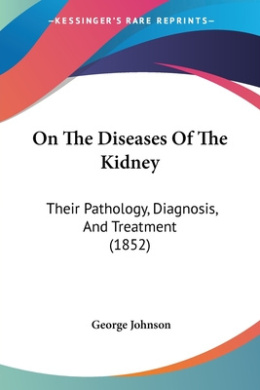 KESSINGER'S RARE REPRINTS
On The Diseases Of The
Kidney
Their Pathology, Diagnosis,
And Treatment
(1852)
George Johnson